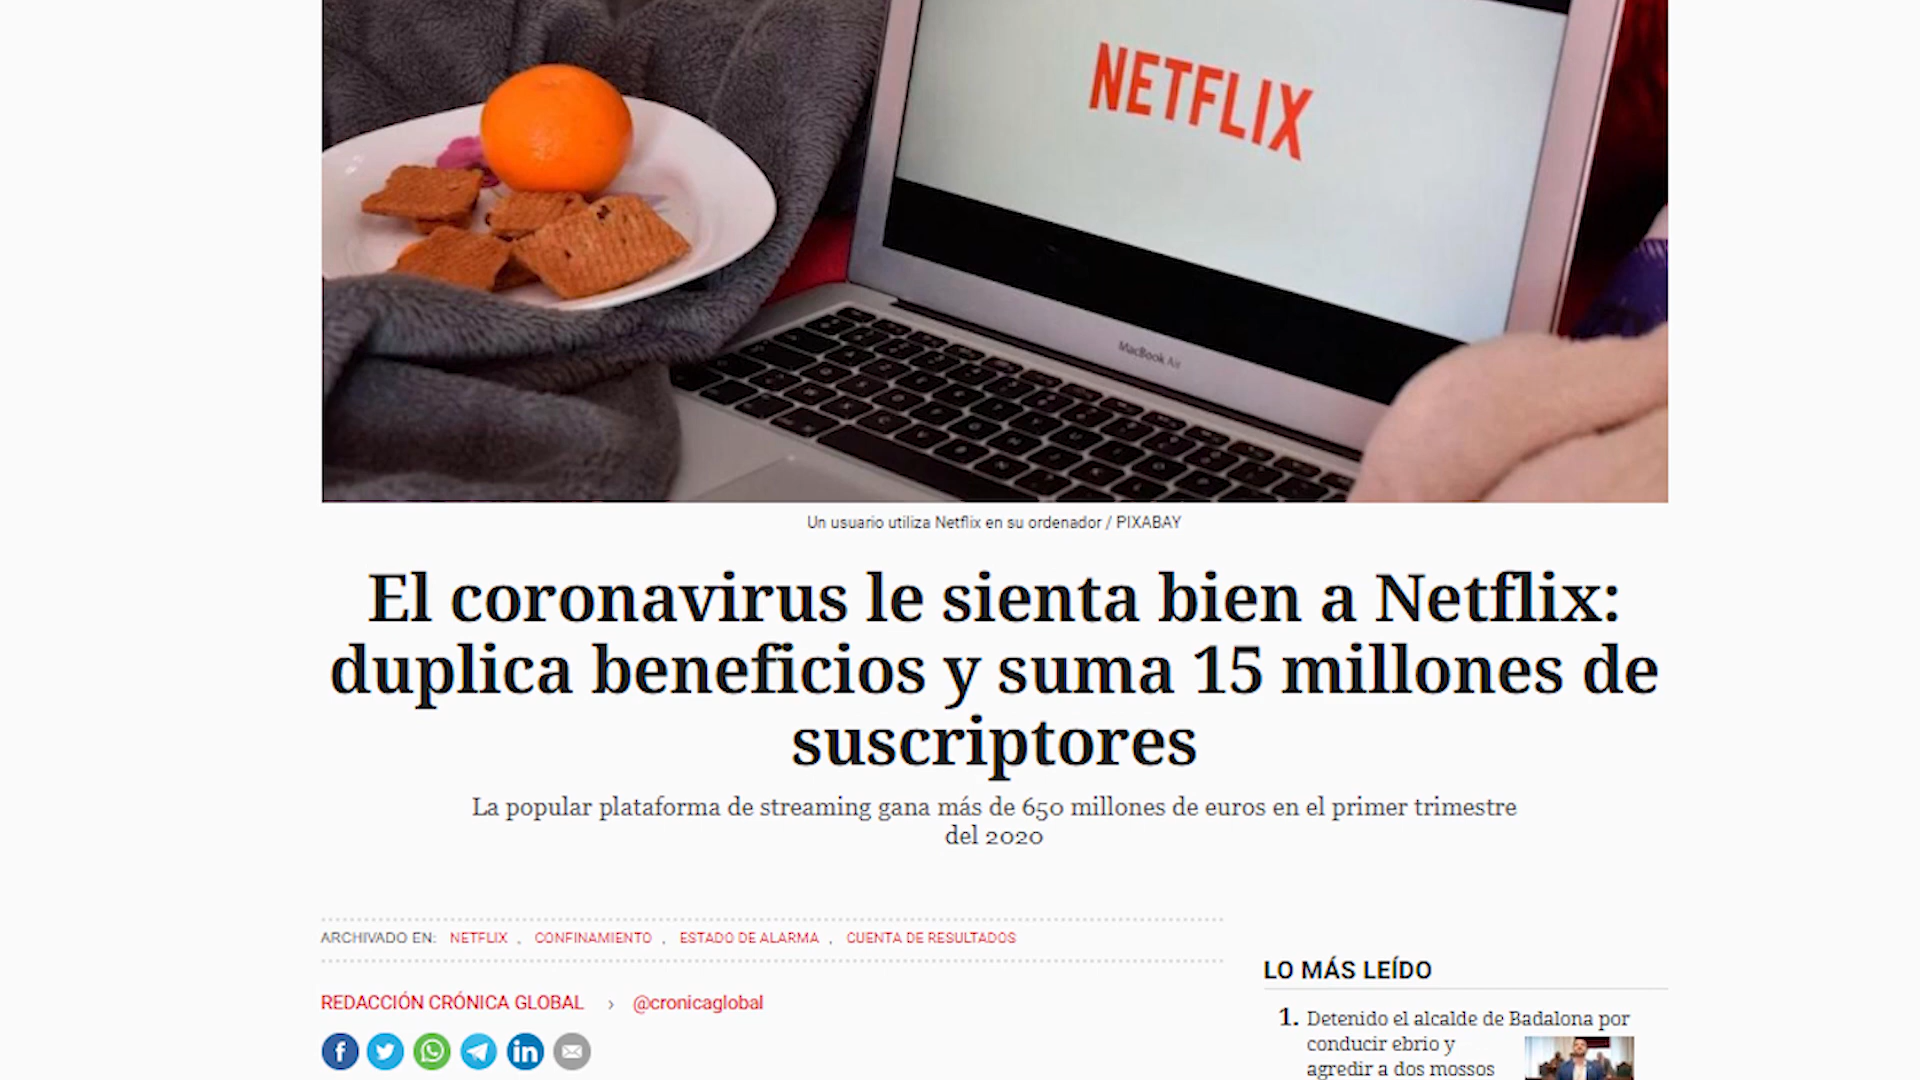 NETFLIX
MacBook Air
Un usuario utiliza Netflix en su ordenador / PIXABAY
El coronavirus le sienta bien a Netflix:
duplica beneficios y suma 15 millones de
suscriptores
La popular plataforma de streaming gana más de 650 millones de euros en el primer trimestre
del 2020
ARCHIVADO EN: NETFLIX , CONFINAMIENTO , ESTADO DE ALARMA , CUENTA DE RESULTADOS
REDACCIÓN CRÓNICA GLOBAL › @cronicaglobal
LO MÁS LEÍDO
1. Detenido el alcalde de Badalona por
conducir ebrio y
agredir a dos mossos